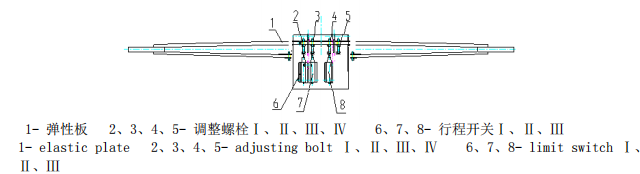 2 3 4 5
1
6 7 8
1- 弹性板 2、3、4、5- 调整螺栓Ⅰ、Ⅱ、Ⅲ、Ⅳ 6、7、8- 行程开关Ⅰ、Ⅱ、Ⅲ
1- elastic plate 2、3、4、5- adjusting bolt Ⅰ、Ⅱ、Ⅲ、Ⅳ 6、7、8- limit switch Ⅰ、
Ⅱ、Ⅲ